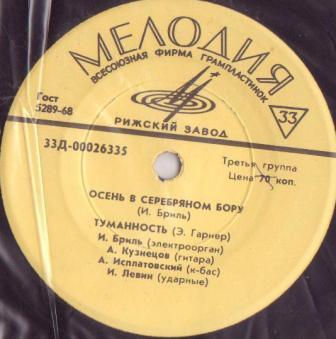 МЕЛОДИЯ
ВСЕСОЮЗНАЯ ФИРМА ГРАМПЛАСТИНОК
Гост
5289-68
33
РИЖСКИЙ ЗАВОД
33Д-00026335
Третья группа
Цена 70 коп.
ОСЕНЬ В СЕРЕБРЯНОМ БОРУ
(И. Бриль)
ТУМАННОСТЬ (Э. Гарнер)
И. Бриль (электроорган)
А. Кузнецов (гитара)
А. Исплатовский (к-бас)
И. Левин (ударные)